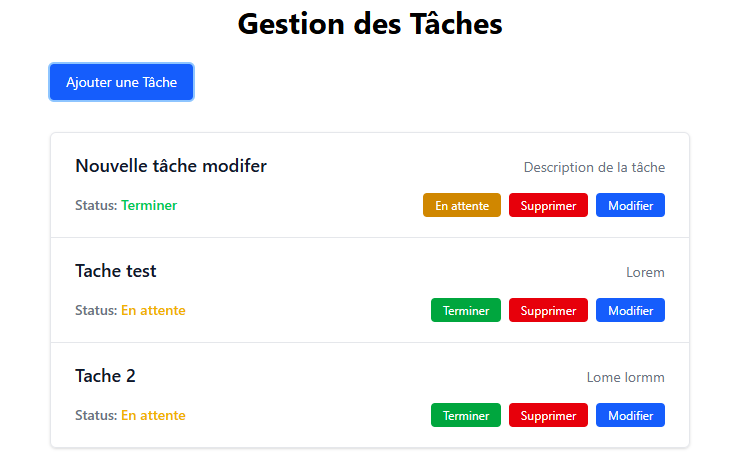 Gestion des Tâches
Ajouter une Tâche
Nouvelle tâche modifer
Description de la tâche
Status: Terminer
En attente
Supprimer
Modifier
Tache test
Lorem
Status: En attente
Terminer
Supprimer
Modifier
Tache 2
Lome lormm
Status: En attente
Terminer
Supprimer
Modifier